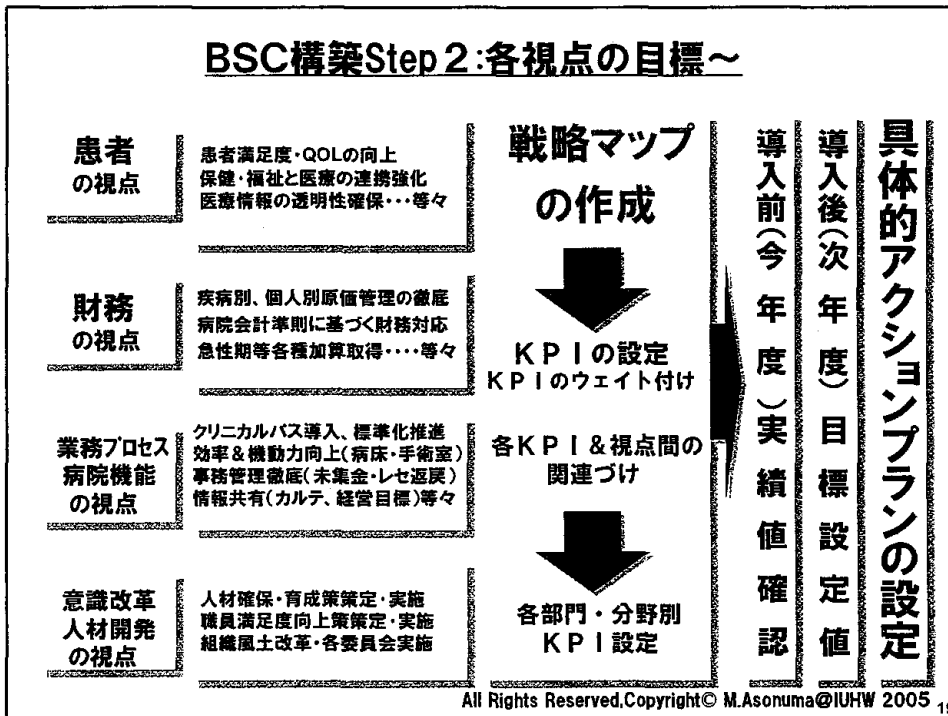 BSC構築Step 2:各視点の目標～
患者
の視点
患者満足度・QOLの向上
保健・福祉と医療の連携強化
医療情報の透明性確保・・・等々
財務
の視点
疾病別、個人別原価管理の徹底
病院会計準則に基づく財務対応
急性期等各種加算取得・・・・等々
業務プロセス
病院機能
の視点
クリニカルパス導入、標準化推進
効率&機動力向上(病床・手術室)
事務管理徹底(未集金・レセ返戻)
情報共有(カルテ、経営目標)等々
意識改革
人材開発
の視点
人材確保・育成策策定・実施
職員満足度向上策策定・実施
組織風土改革・各委員会実施
戦略マップ
の作成
KPIの設定
KPIのウェイト付け
各KPI&視点間の
関連づけ
各部門・分野別
KPI設定
導入前(今年度)実績値確認
導入後(次年度)目標設定値
具体的アクションプランの設定
All Rights Reserved,Copyright© M.Asonuma@IUHW 2005